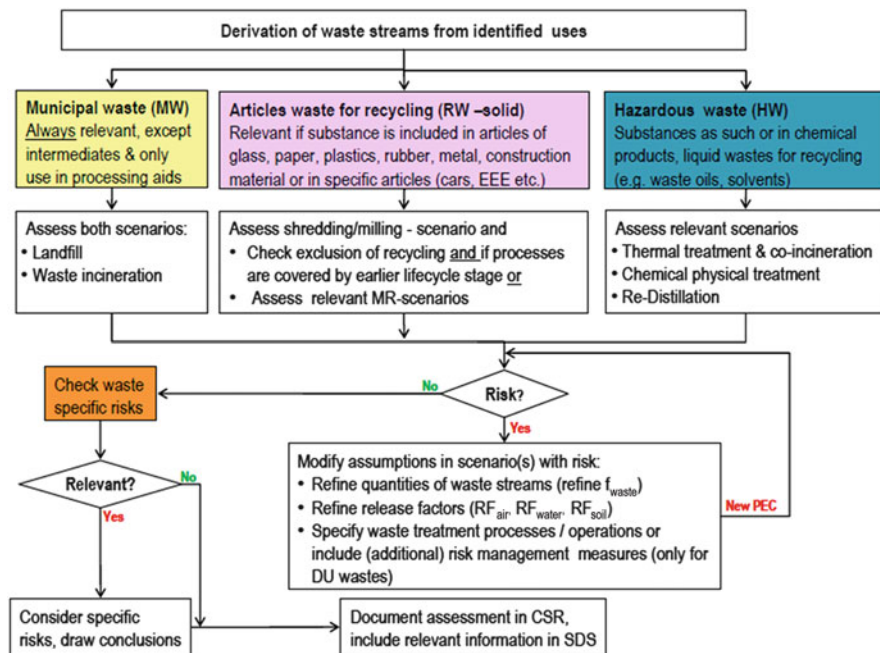 Derivation of waste streams from identified uses
Municipal waste (MW)
Always relevant, except
intermediates & only
use in processing aids
Articles waste for recycling (RW –solid)
Relevant if substance is included in articles of
glass, paper, plastics, rubber, metal, construction
material or in specific articles (cars, EEE etc.)
Hazardous waste (HW)
Substances as such or in chemical
products, liquid wastes for recycling
(e.g. waste oils, solvents)
Assess both scenarios:
• Landfill
• Waste incineration
Assess shredding/milling - scenario and
• Check exclusion of recycling and if processes
are covered by earlier lifecycle stage or
• Assess relevant MR-scenarios
Assess relevant scenarios
• Thermal treatment & co-incineration
• Chemical physical treatment
• Re-Distillation
Check waste
specific risks
No
Risk?
Yes
Relevant?
No
Yes
Modify assumptions in scenario(s) with risk:
• Refine quantities of waste streams (refine fwaste)
• Refine release factors (RFair, RFwater, RFsoil)
• Specify waste treatment processes / operations or
include (additional) risk management measures (only for
DU wastes)
New PEC
Consider specific
risks, draw conclusions
Document assessment in CSR,
include relevant information in SDS